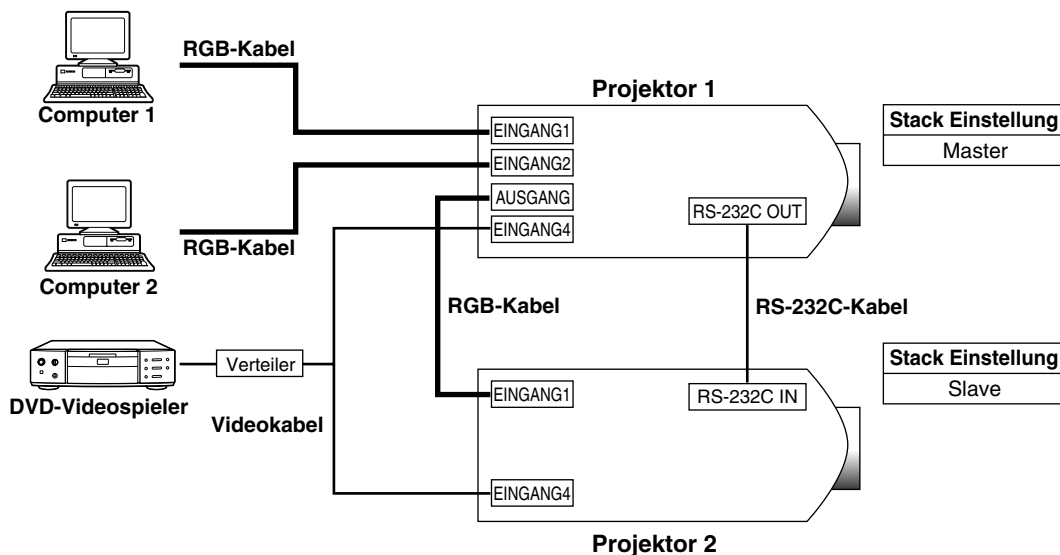 RGB-Kabel
Computer 1
Projektor 1
EINGANG1
EINGANG2
AUSGANG
EINGANG4
RS-232C OUT
Stack Einstellung
Master
RGB-Kabel
Computer 2
RGB-Kabel
RS-232C-Kabel
Verteiler
DVD-Videospieler
Videokabel
EINGANG1
RS-232C IN
EINGANG4
Projektor 2
Stack Einstellung
Slave